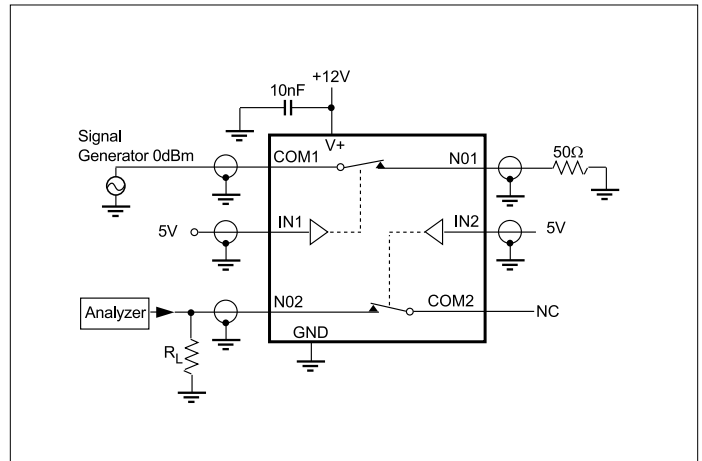 +12V
10nF
V+
Signal
Generator 0dBm
COM1
N01
50Ω
5V
IN1
IN2
5V
Analyzer
N02
COM2
NC
GND
RL